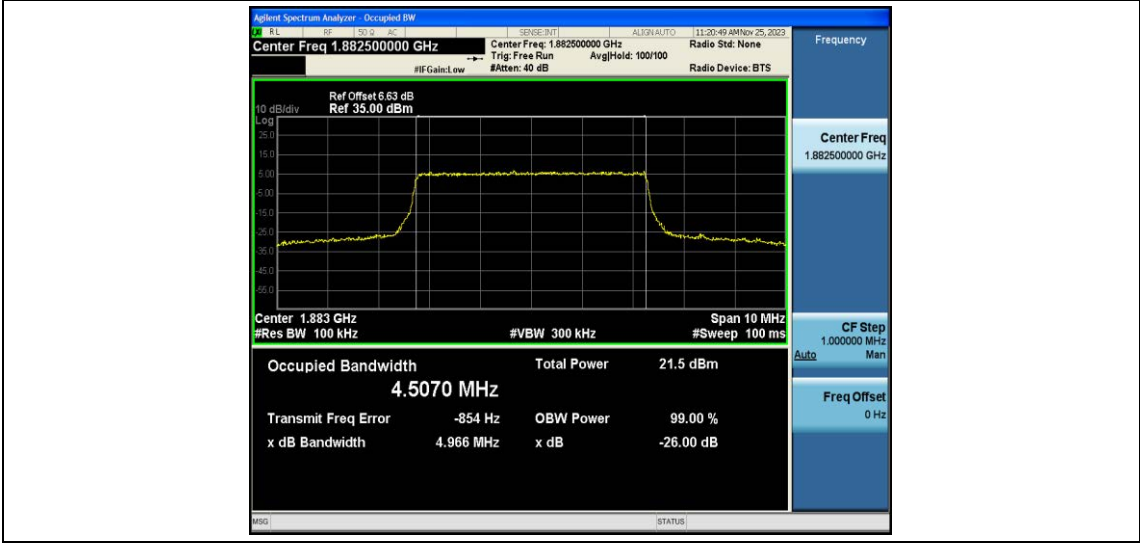 Agilent Spectrum Analyzer - Occupied BW
RL RF 50 Ω AC SENSE:INT ALIGN AUTO 11:20:49 AM Nov 25, 2023
Center Freq 1.882500000 GHz
Center Freq: 1.882500000 GHz
Radio Std: None
Trig: Free Run Avg|Hold: 100/100
#IFGain:Low #Atten: 40 dB Radio Device: BTS
Ref Offset 6.63 dB
10 dB/div Ref 35.00 dBm
Log
25.0
15.0
5.00
-5.00
-15.0
-25.0
-35.0
-45.0
-55.0
Center 1.883 GHz Span 10 MHz
#Res BW 100 kHz #VBW 300 kHz #Sweep 100 ms
Occupied Bandwidth Total Power 21.5 dBm
4.5070 MHz
Transmit Freq Error -854 Hz OBW Power 99.00 %
x dB Bandwidth 4.966 MHz x dB -26.00 dB
MSG STATUS
Frequency
Center Freq
1.882500000 GHz
CF Step
1.000000 MHz
Auto Man
Freq Offset
0 Hz